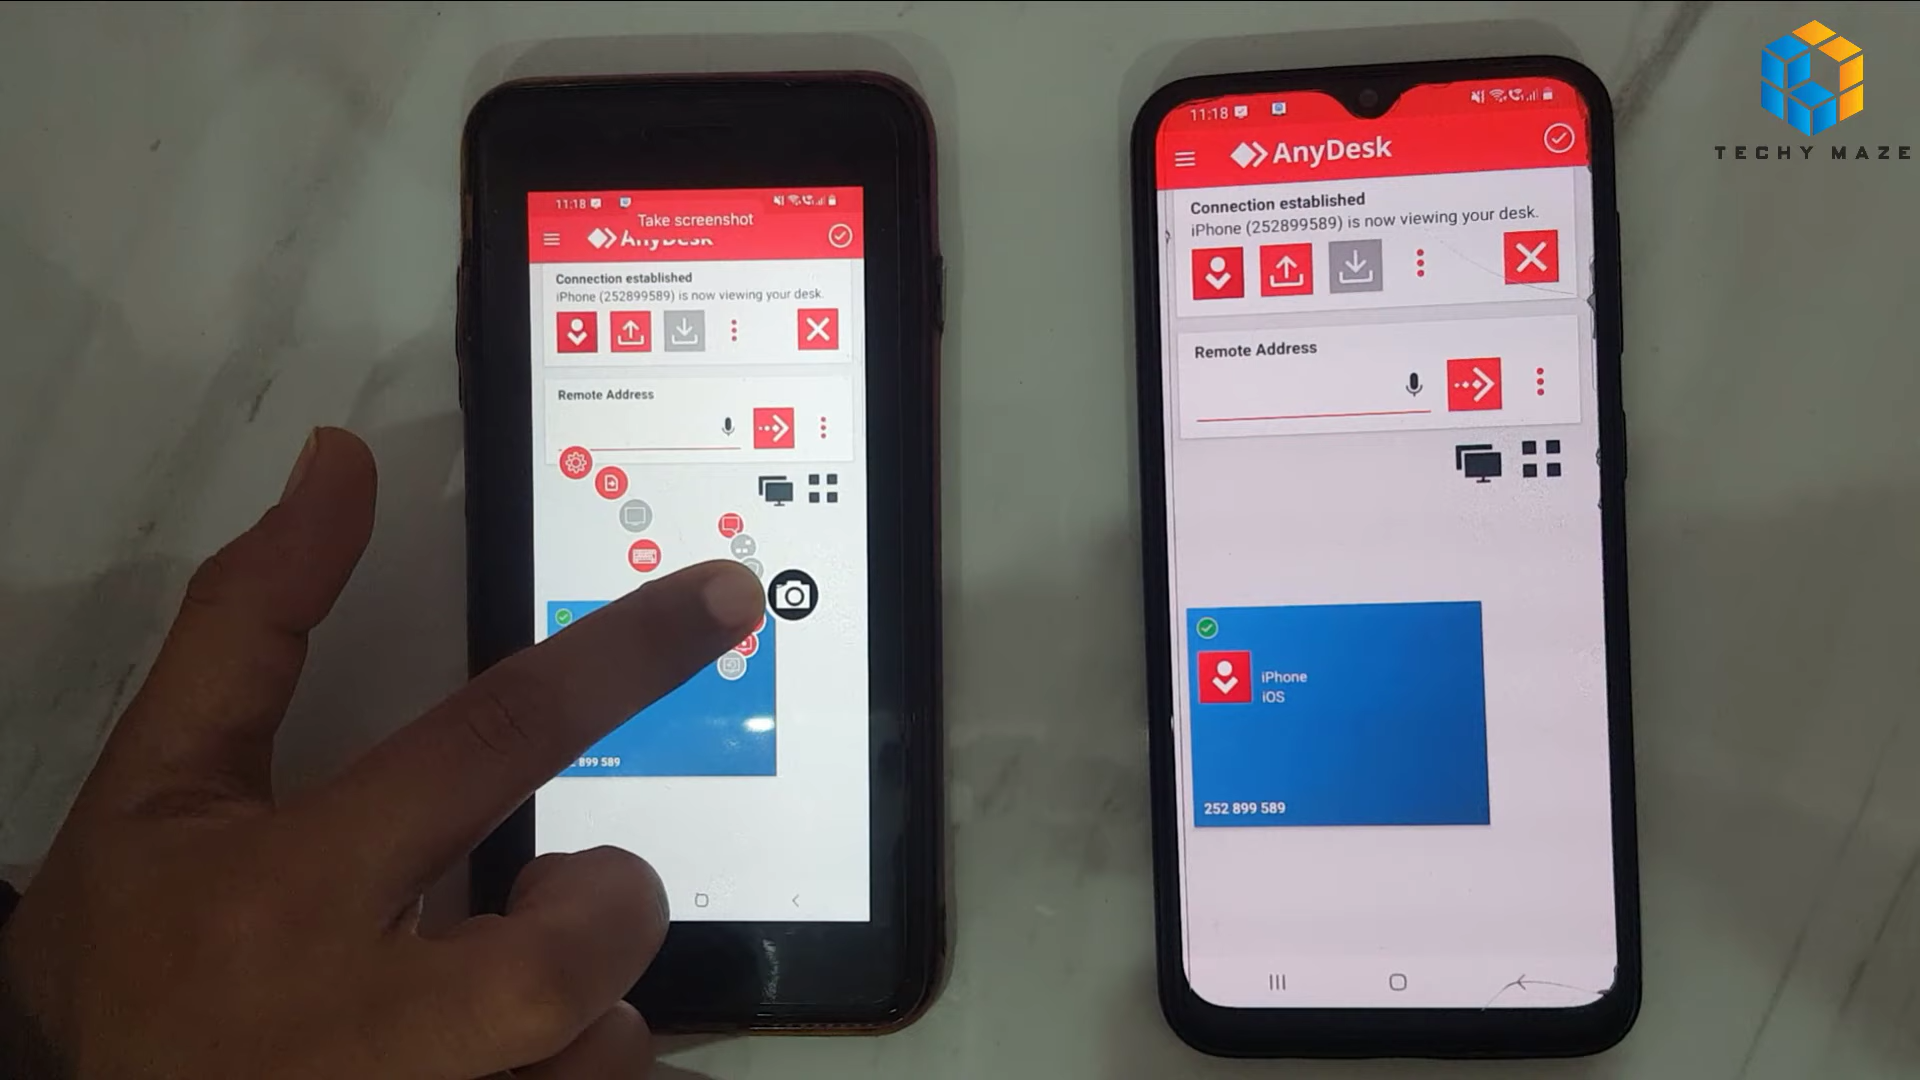 TECHY MAZE
11:18
Take screenshot
AnyDesk
Connection established
iPhone (252899589) is now viewing your desk.
Remote Address
899 589
11:18
AnyDesk
Connection established
iPhone (252899589) is now viewing your desk.
Remote Address
iPhone
iOS
252 899 589